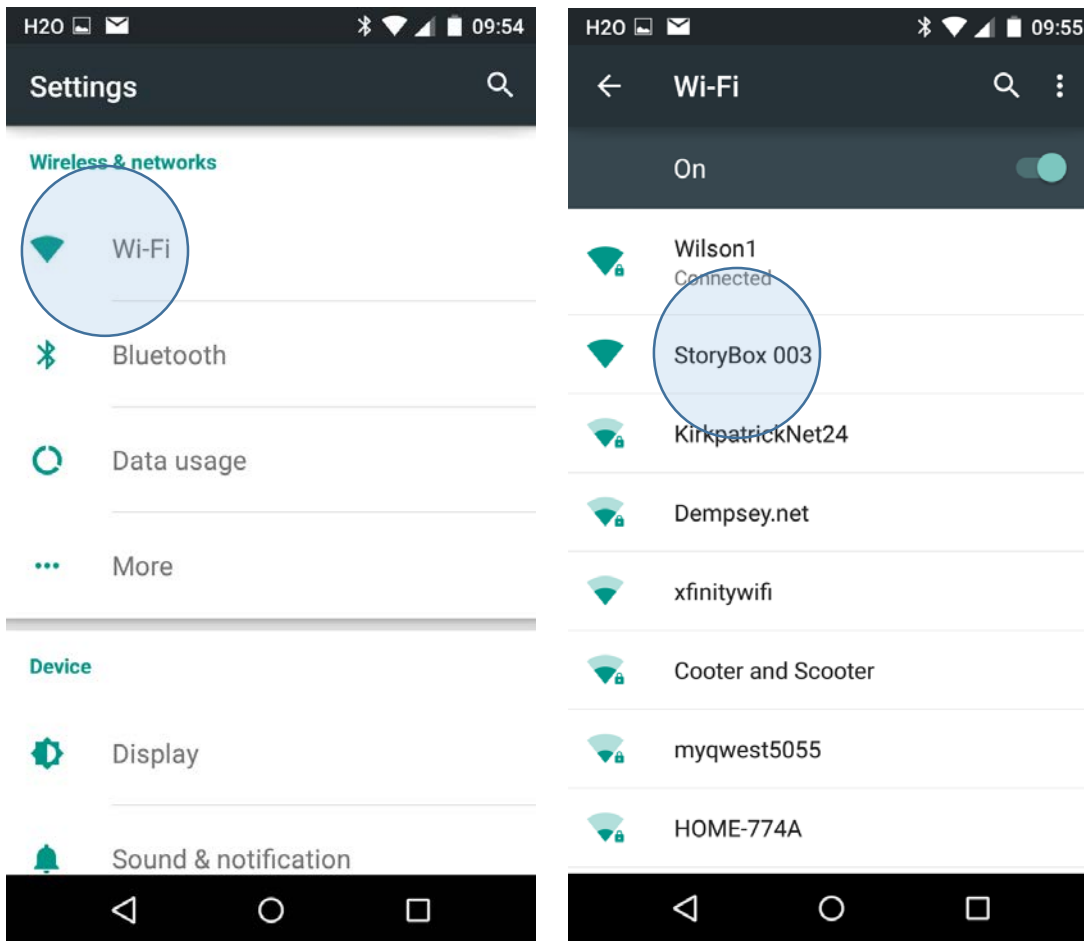 H2O 09:54
Settings
Wireless & networks
Wi-Fi
Bluetooth
Data usage
More
Device
Display
Sound & notification
H2O 09:55
Wi-Fi
On
Wilson1
Connected
StoryBox 003
KirkpatrickNet24
Dempsey.net
xfinitywifi
Cooter and Scooter
myqwest5055
HOME-774A